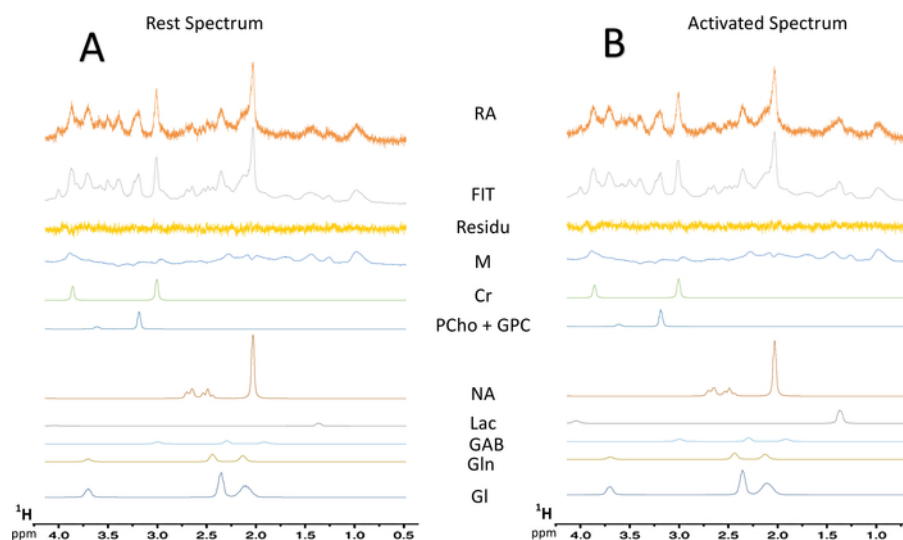 Rest Spectrum
Activated Spectrum
A
B
RA
FIT
Residu
M
Cr
PCho + GPC
NA
Lac
GAB
Gln
Gl
¹H
ppm 4.0 3.5 3.0 2.5 2.0 1.5 1.0 0.5
¹H
ppm 4.0 3.5 3.0 2.5 2.0 1.5 1.0